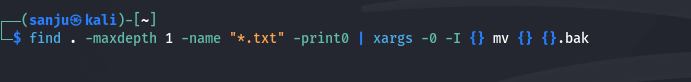 ┌──(sanju㉿kali)-[~]
└─$ find . -maxdepth 1 -name "*.txt" -print0 | xargs -0 -I {} mv {} {}.bak